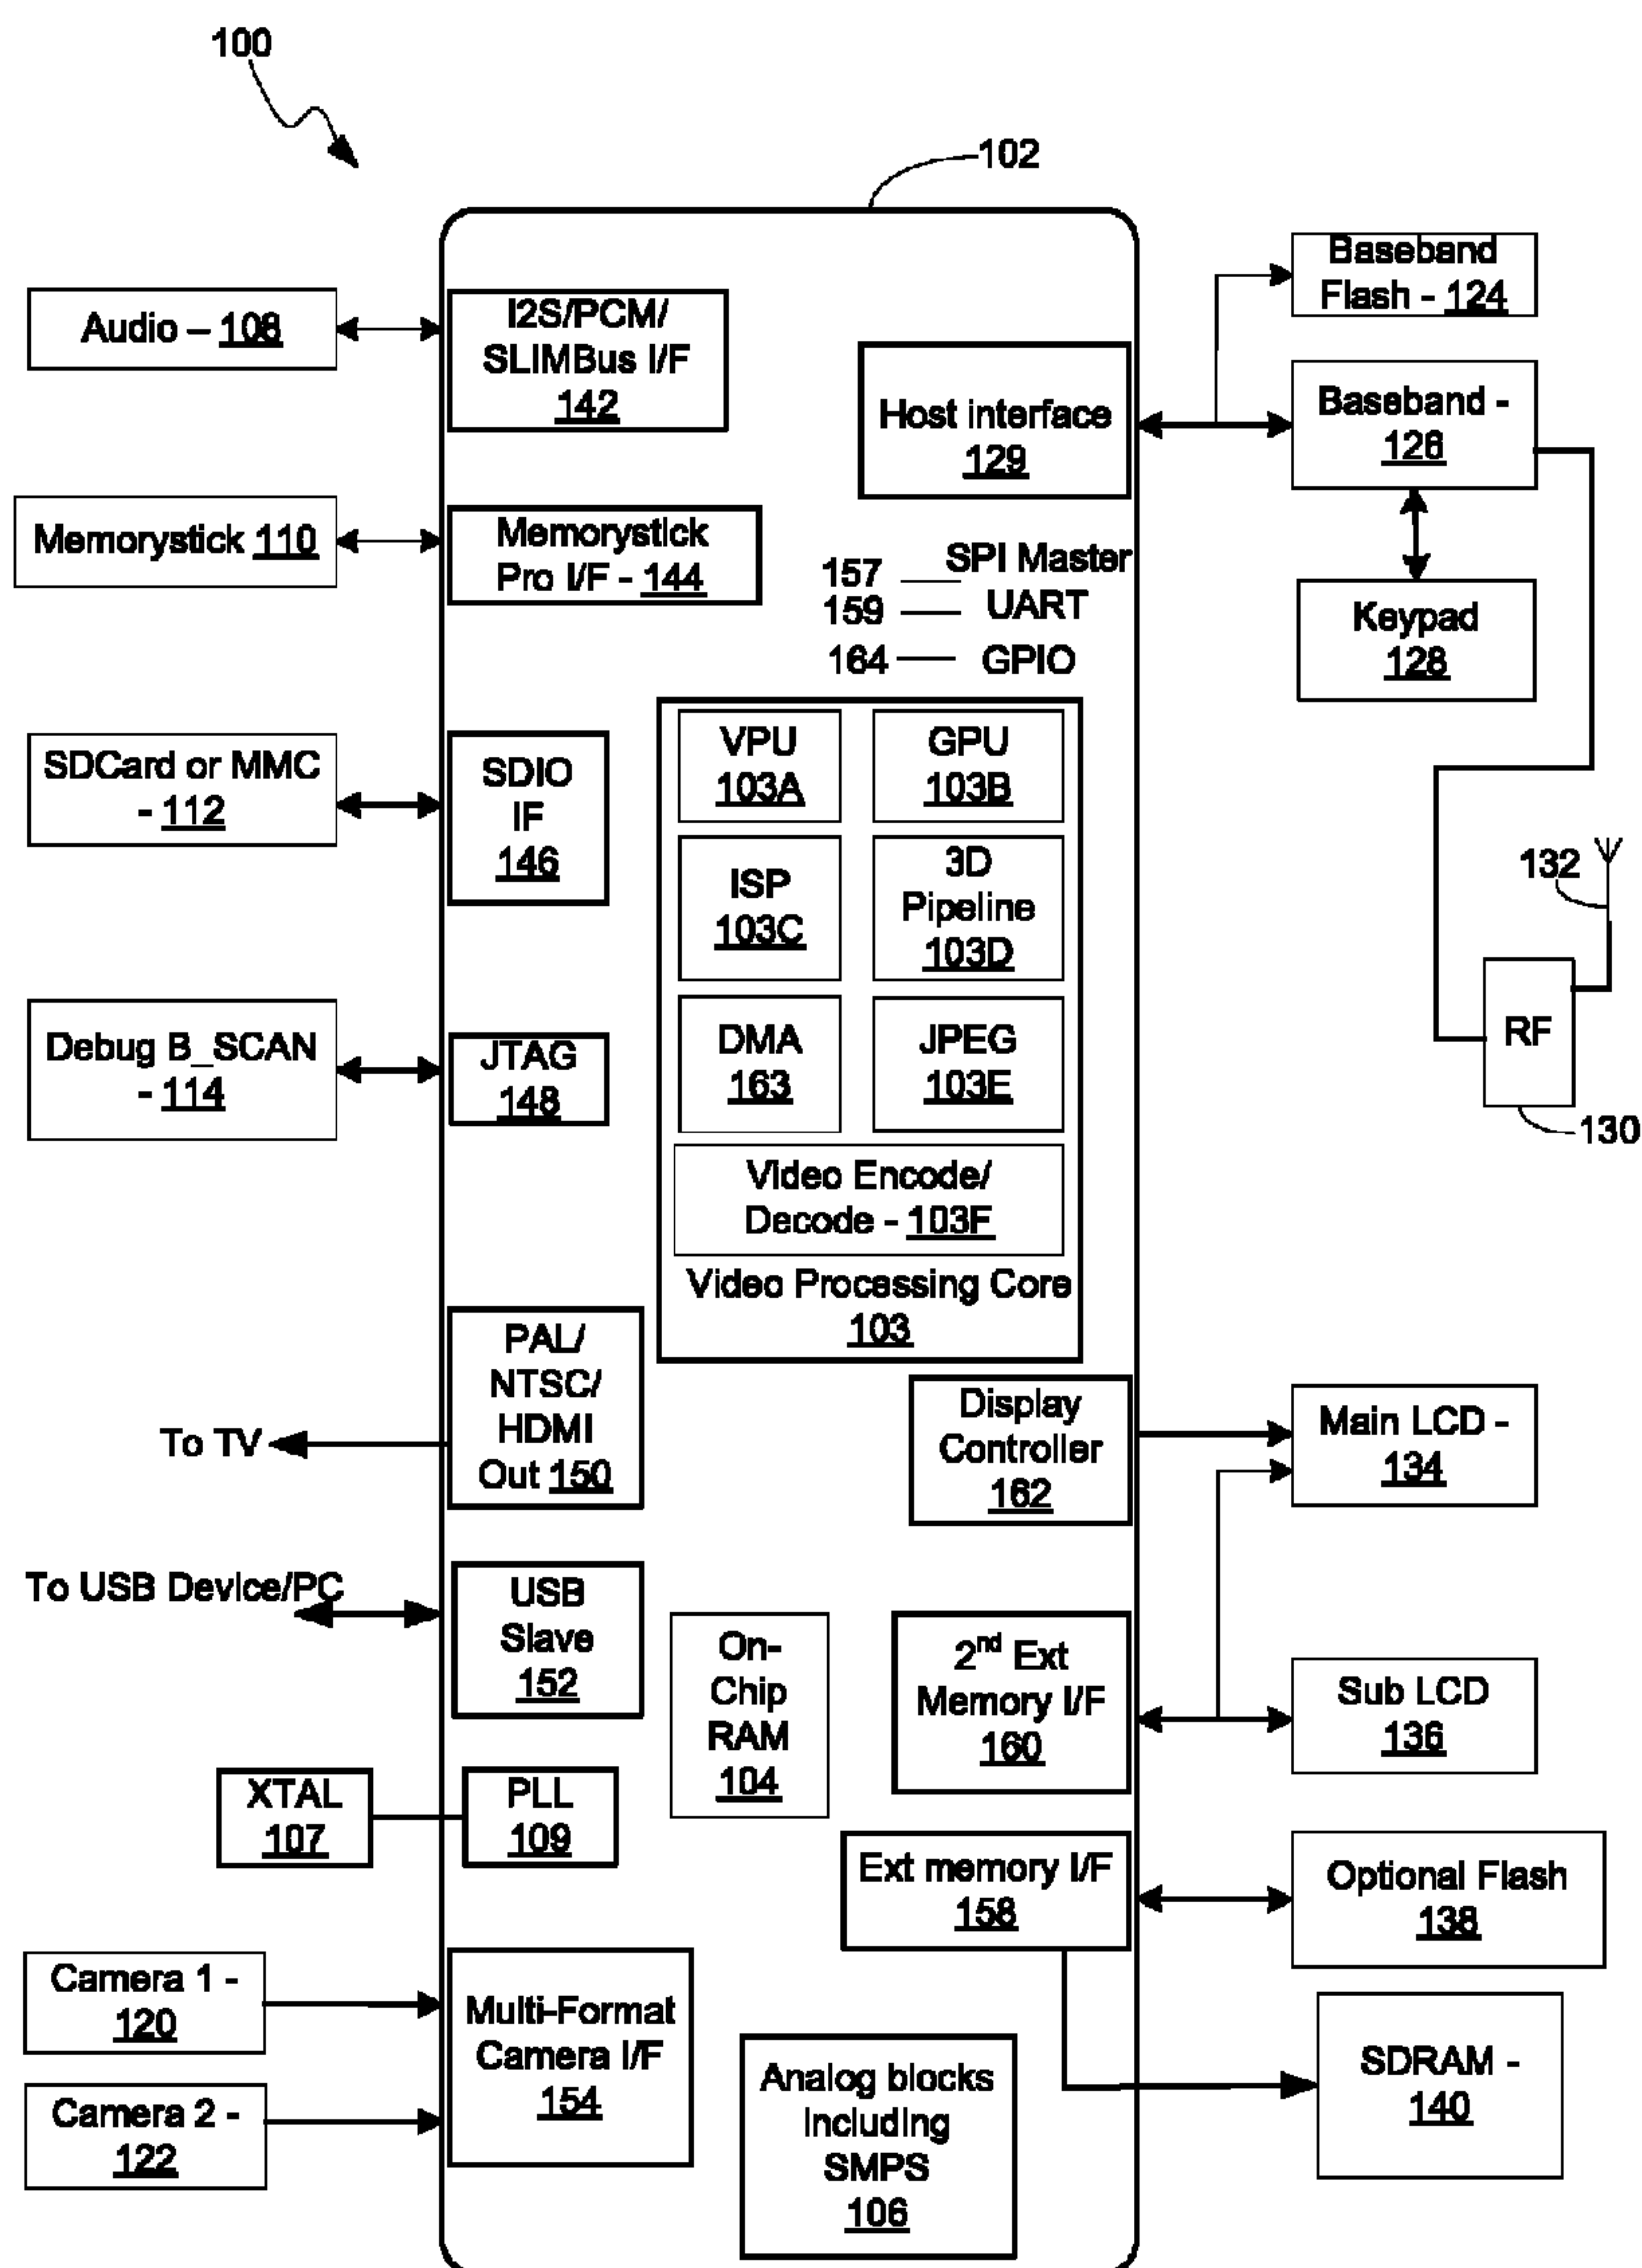 100
102
Audio – 108
I2S/PCM/
SLIMBus I/F
142
Baseband
Flash - 124
Host interface
129
Baseband -
126
Memorystick 110
Memorystick
Pro I/F - 144
157
SPI Master
159
UART
164
GPIO
Keypad
128
SDCard or MMC
- 112
SDIO
IF
146
VPU
103A
GPU
103B
ISP
103C
3D
Pipeline
103D
132
RF
130
Debug B_SCAN
- 114
JTAG
148
DMA
163
JPEG
103E
Video Encode/
Decode - 103F
Video Processing Core
103
To TV
PAL/
NTSC/
HDMI
Out 150
Display
Controller
162
Main LCD -
134
To USB Device/PC
USB
Slave
152
On-
Chip
RAM
104
2nd Ext
Memory I/F
160
Sub LCD
136
XTAL
107
PLL
109
Ext memory I/F
158
Optional Flash
138
Camera 1 -
120
Camera 2 -
122
Multi-Format
Camera I/F
154
Analog blocks
including
SMPS
106
SDRAM -
140